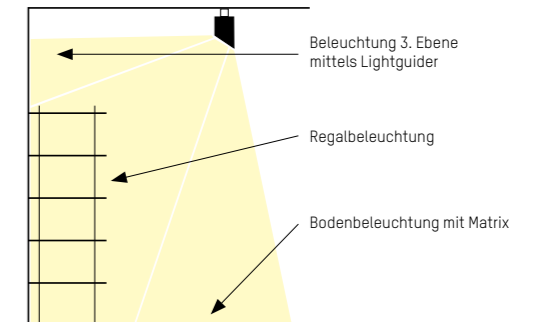 Beleuchtung 3. Ebene
mittels Lightguider
Regalbeleuchtung
Bodenbeleuchtung mit Matrix